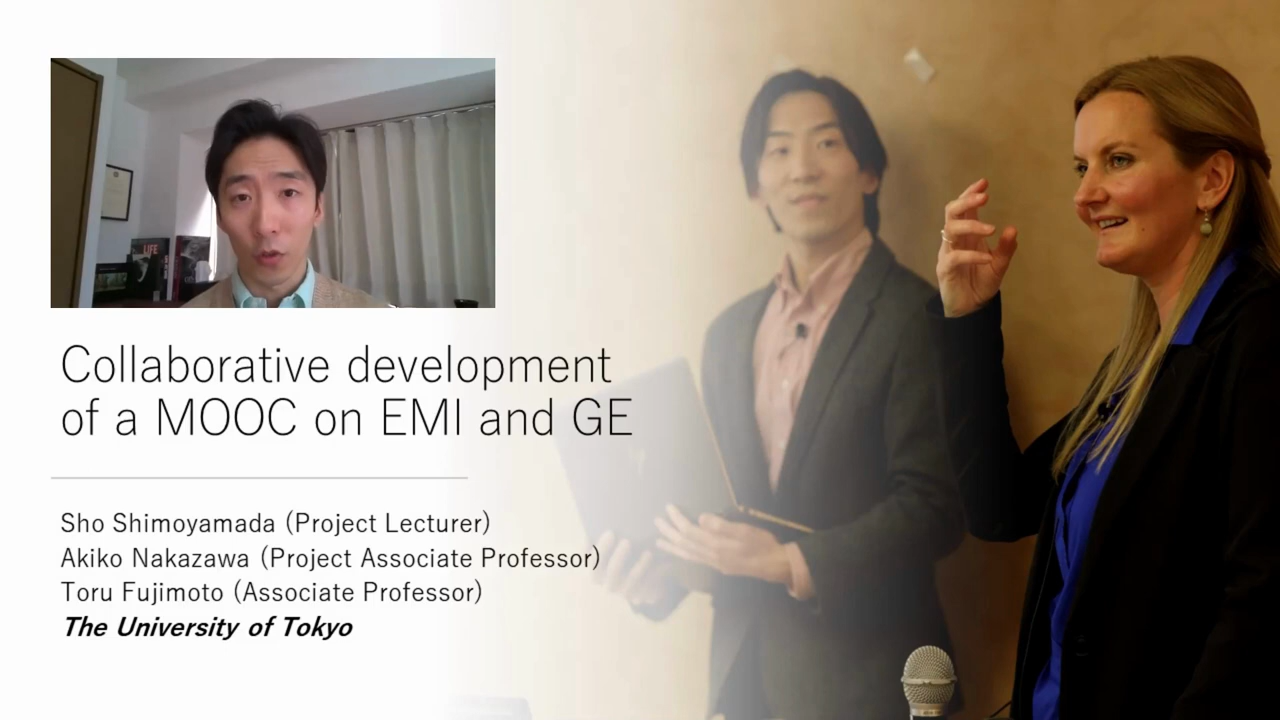 LIFE
Collaborative development
of a MOOC on EMI and GE
Sho Shimoyamada (Project Lecturer)
Akiko Nakazawa (Project Associate Professor)
Toru Fujimoto (Associate Professor)
The University of Tokyo